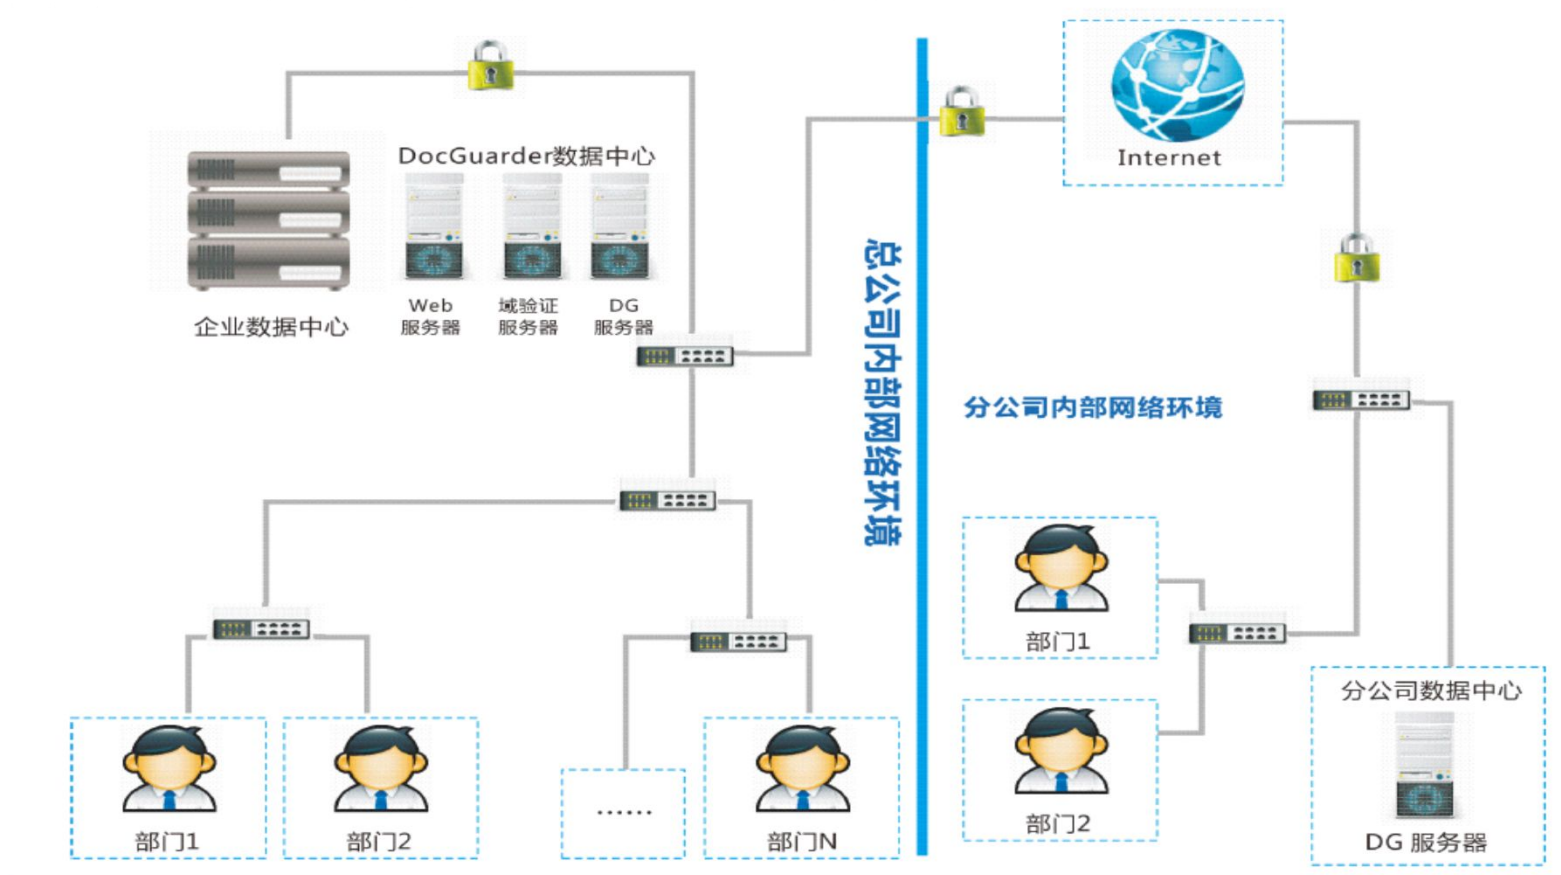 DocGuarder数据中心
Web
服务器
域验证
服务器
DG
服务器
企业数据中心
总公司内部网络环境
Internet
分公司内部网络环境
部门1
部门2
......
部门N
部门1
部门2
分公司数据中心
DG 服务器